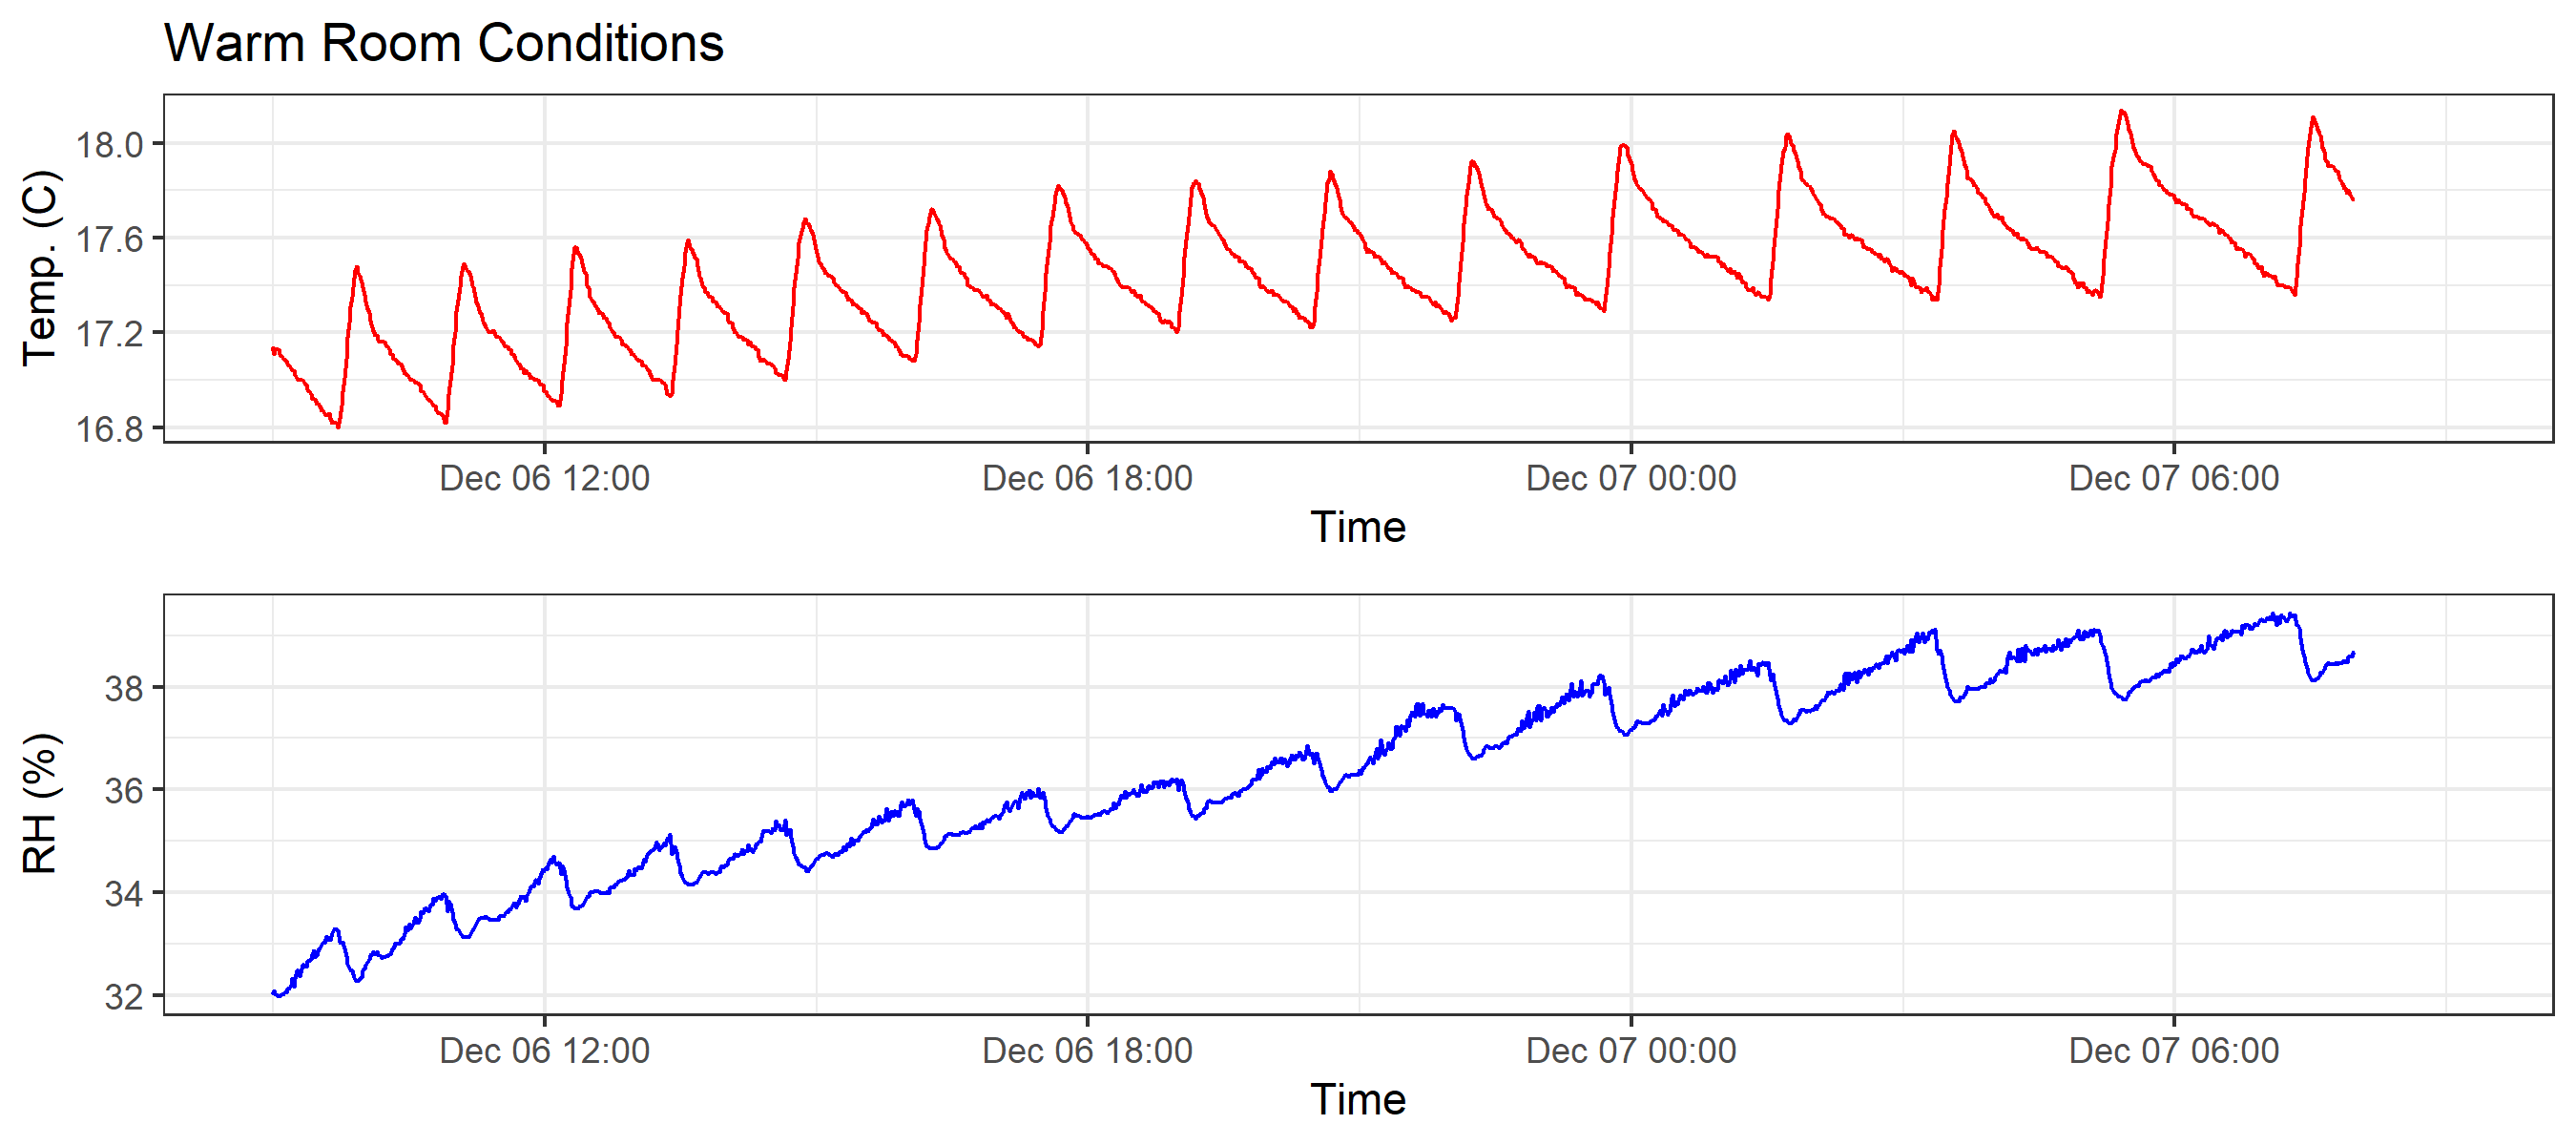 Warm Room Conditions
Temp. (C)
18.0
17.6
17.2
16.8
Dec 06 12:00 Dec 06 18:00 Dec 07 00:00 Dec 07 06:00
Time
RH (%)
38
36
34
32
Dec 06 12:00 Dec 06 18:00 Dec 07 00:00 Dec 07 06:00
Time